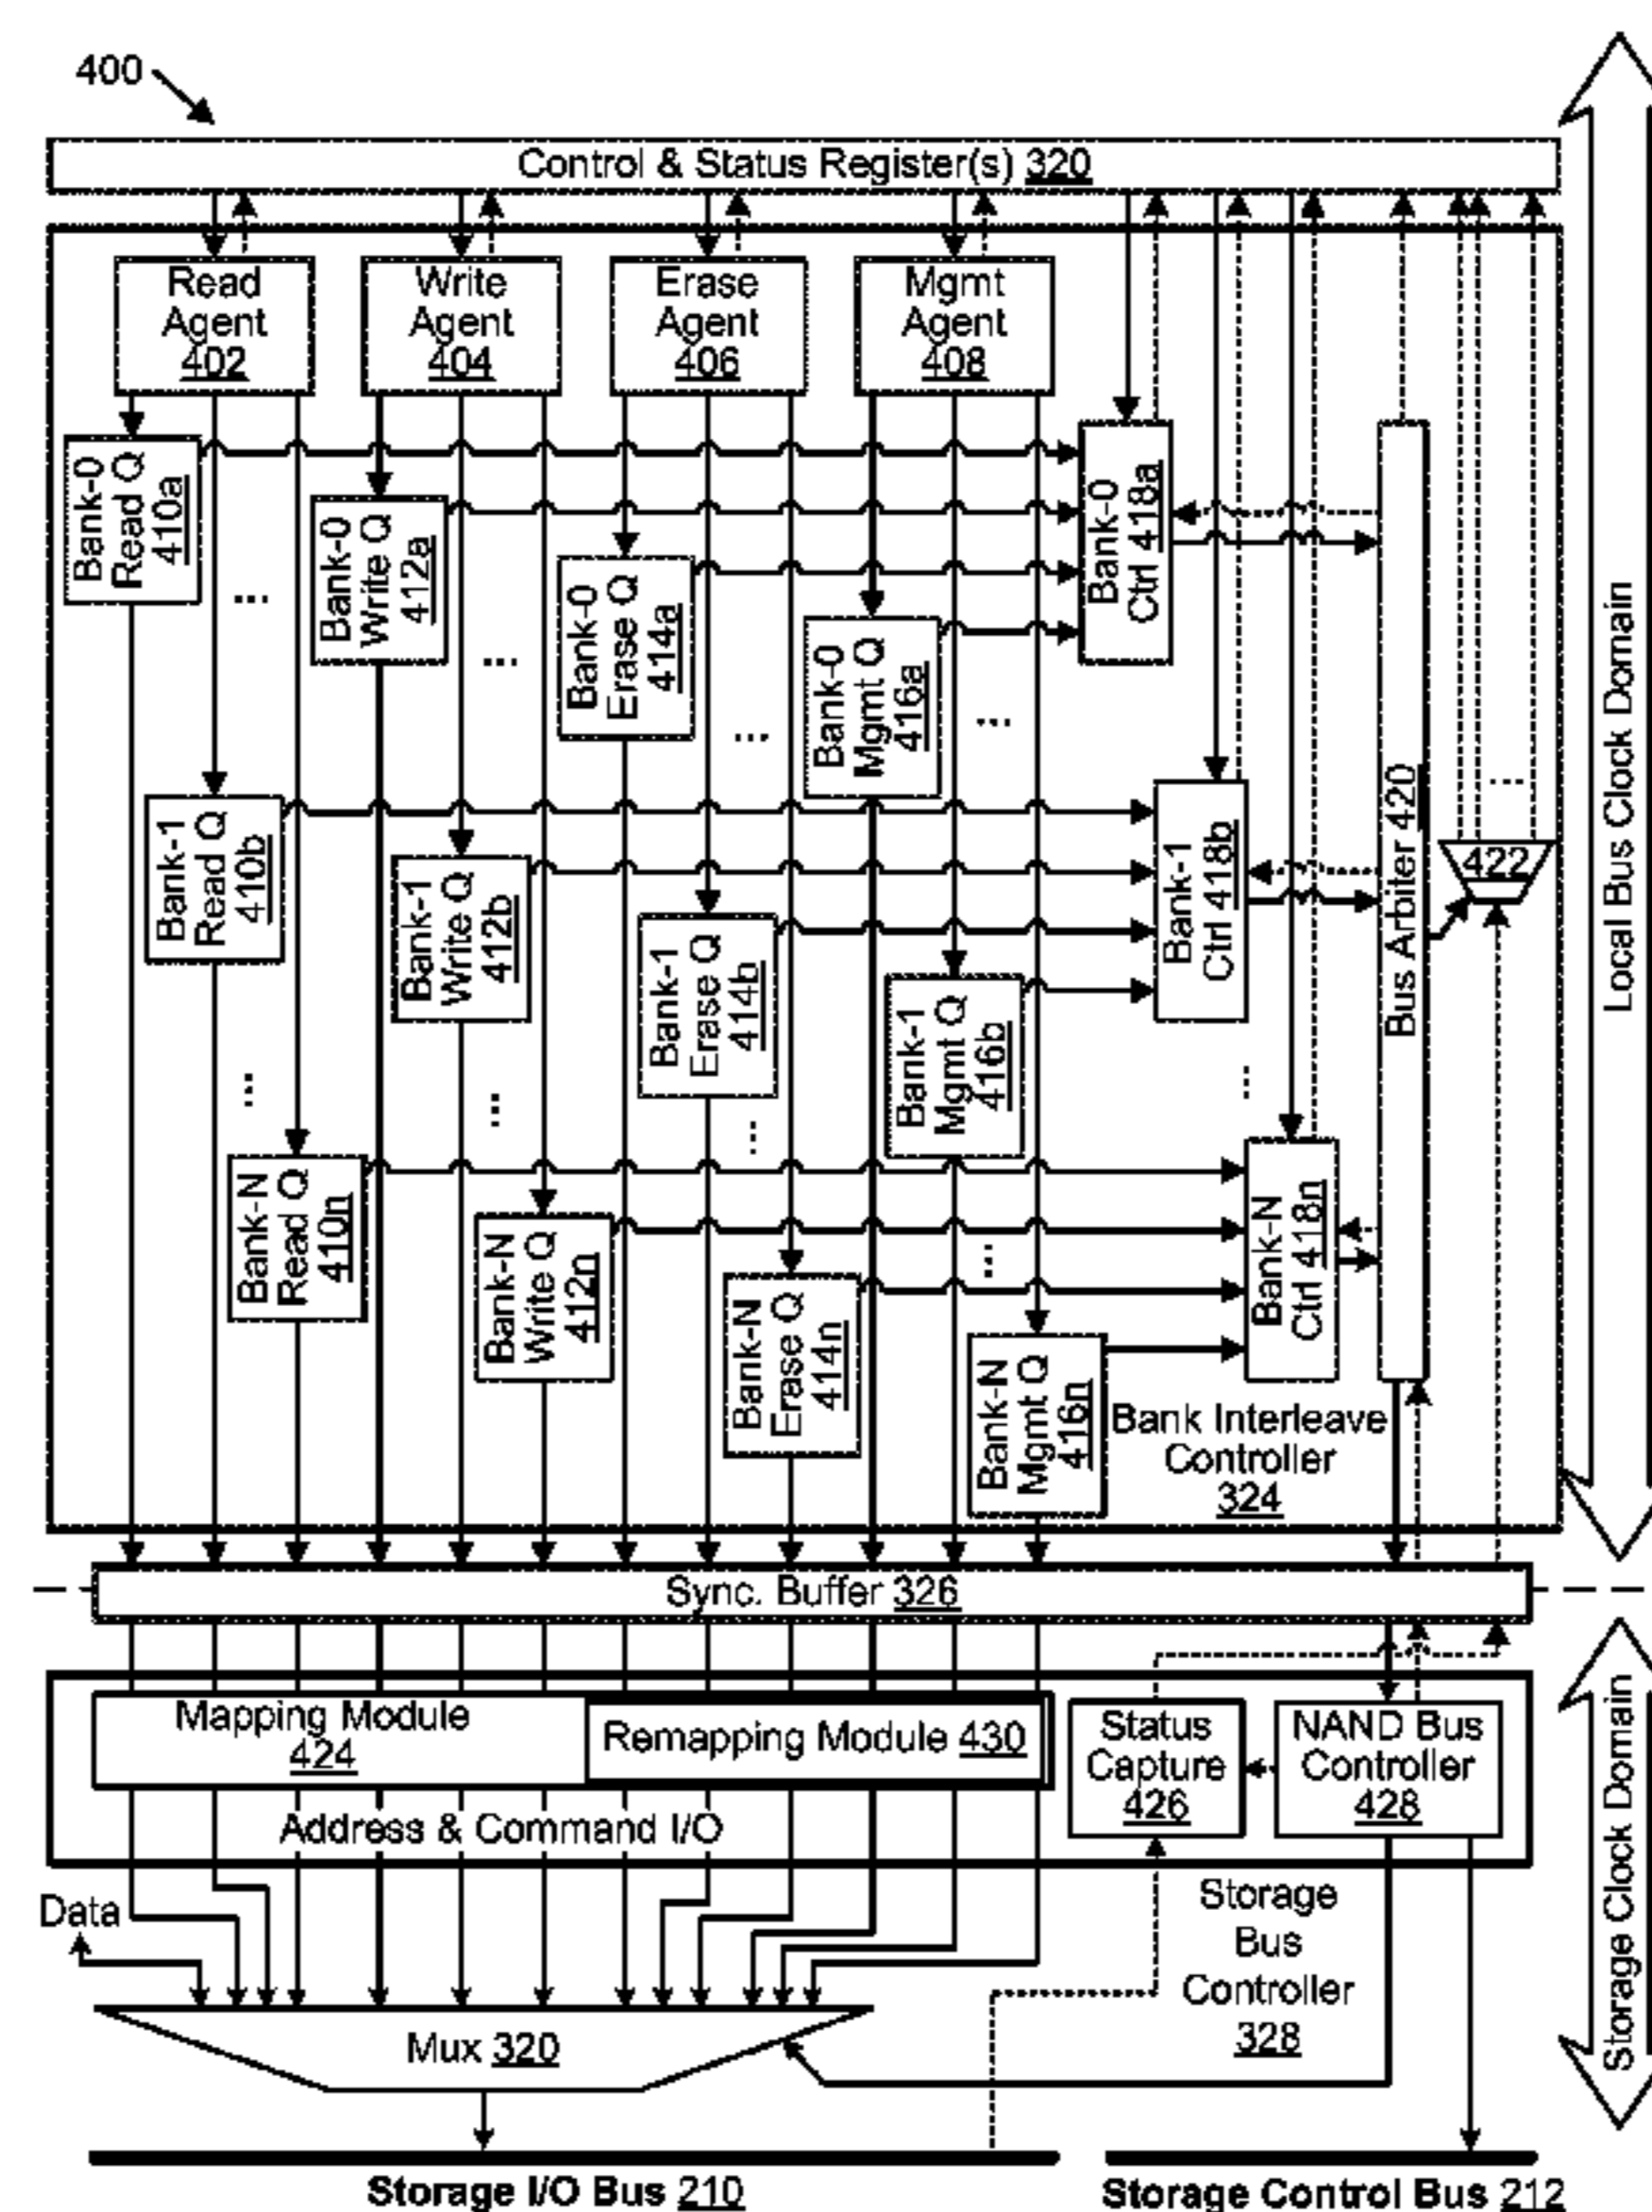 400
Control & Status Register(s) 320
Read
Agent
402
Write
Agent
404
Erase
Agent
406
Mgmt
Agent
408
Bank-0
Read Q
410a
...
Bank-0
Write Q
412a
...
Bank-0
Erase Q
414a
...
Bank-0
Mgmt Q
416a
...
Bank-0
Ctrl 418a
Bank-1
Read Q
410b
...
Bank-1
Write Q
412b
...
Bank-1
Erase Q
414b
...
Bank-1
Mgmt Q
416b
...
Bank-1
Ctrl 418b
...
Bus Arbiter 420
...
422
Local Bus Clock Domain
Bank-N
Read Q
410n
Bank-N
Write Q
412n
Bank-N
Erase Q
414n
Bank-N
Mgmt Q
416n
Bank-N
Ctrl 418n
Bank Interleave
Controller
324
Sync. Buffer 326
Mapping Module
424
Remapping Module 430
Status
Capture
426
NAND Bus
Controller
428
Address & Command I/O
Storage Clock Domain
Data
Storage
Bus
Controller
328
Mux 320
Storage I/O Bus 210
Storage Control Bus 212